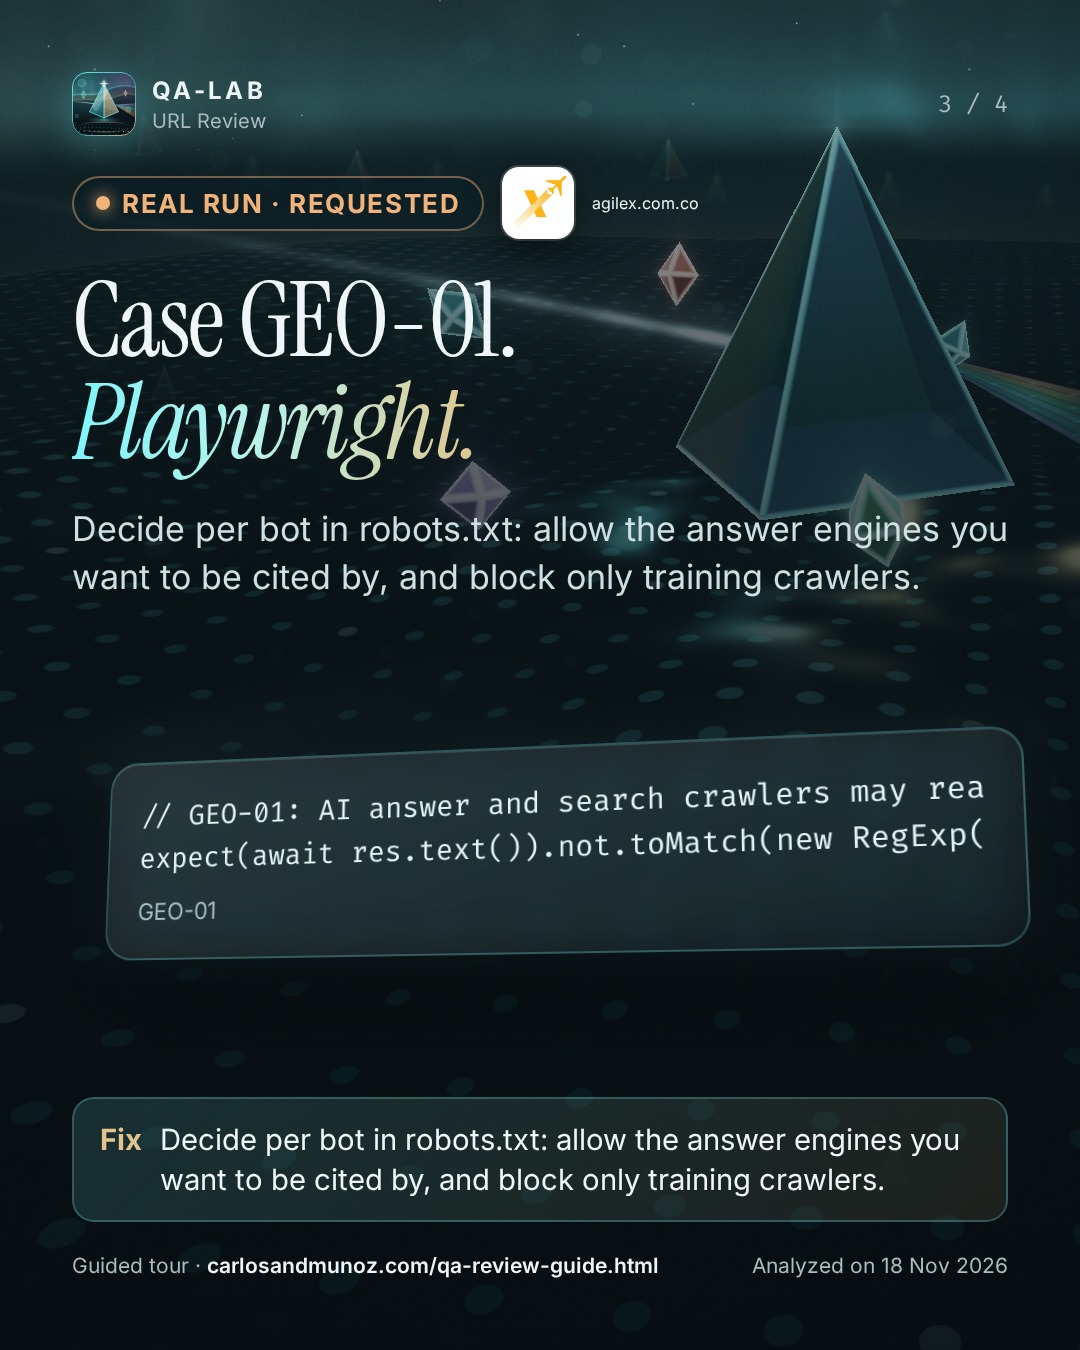 QA-LAB
URL Review
3 / 4
REAL RUN · REQUESTED
agilex.com.co
Case GEO-01.
Playwright.
Decide per bot in robots.txt: allow the answer engines you
want to be cited by, and block only training crawlers.
// GEO-01: AI answer and search crawlers may rea
expect(await res.text()).not.toMatch(new RegExp(
GEO-01
Fix Decide per bot in robots.txt: allow the answer engines you
want to be cited by, and block only training crawlers.
Guided tour · carlosandmunoz.com/qa-review-guide.html
Analyzed on 18 Nov 2026